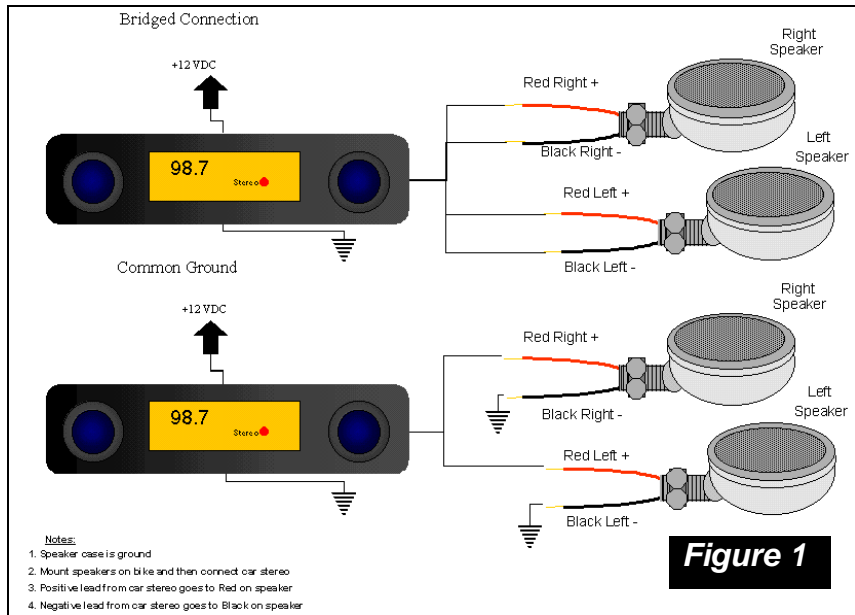 Bridged Connection
+12 VDC
98.7
Stereo
Red Right +
Black Right -
Right
Speaker
Red Left +
Black Left -
Left
Speaker
Common Ground
+12 VDC
98.7
Stereo
Red Right +
Black Right -
Right
Speaker
Red Left +
Black Left -
Left
Speaker
Notes:
1. Speaker case is ground
2. Mount speakers on bike and then connect car stereo
3. Positive lead from car stereo goes to Red on speaker
4. Negative lead from car stereo goes to Black on speaker
Figure 1